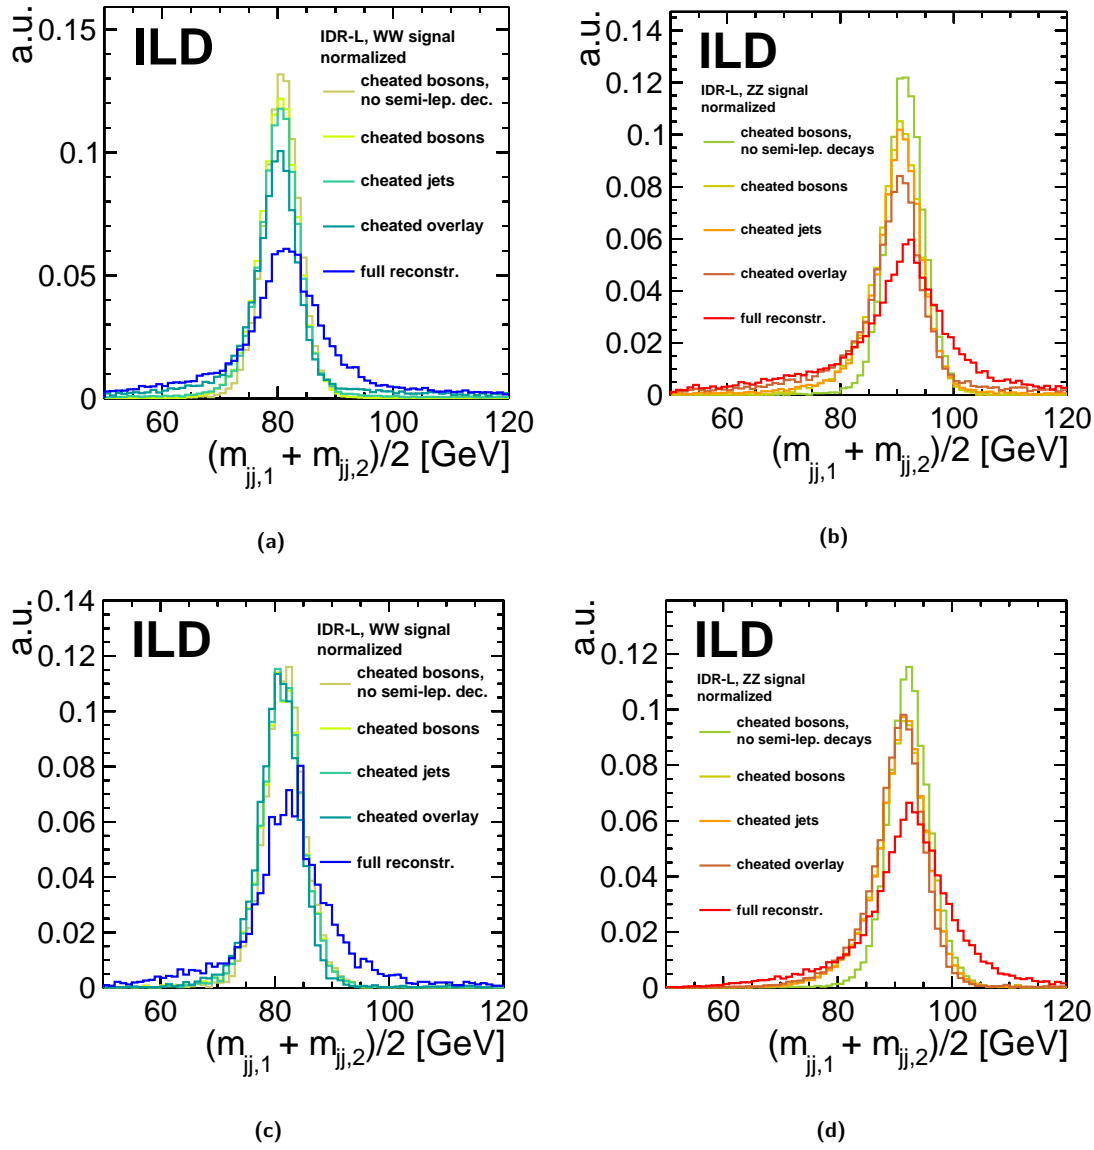 a.u.
0.15
0.1
0.05
0
ILD
IDR-L, WW signal
normalized
cheated bosons,
no semi-lep. dec.
cheated bosons
cheated jets
cheated overlay
full reconstr.
60 80 100 120
(m_jj,1 + m_jj,2)/2 [GeV]
(a)
a.u.
0.14
0.12
0.1
0.08
0.06
0.04
0.02
0
ILD
IDR-L, ZZ signal
normalized
cheated bosons,
no semi-lep. decays
cheated bosons
cheated jets
cheated overlay
full reconstr.
60 80 100 120
(m_jj,1 + m_jj,2)/2 [GeV]
(b)
a.u.
0.14
0.12
0.1
0.08
0.06
0.04
0.02
0
ILD
IDR-L, WW signal
normalized
cheated bosons,
no semi-lep. dec.
cheated bosons
cheated jets
cheated overlay
full reconstr.
60 80 100 120
(m_jj,1 + m_jj,2)/2 [GeV]
(c)
a.u.
0.12
0.1
0.08
0.06
0.04
0.02
0
ILD
IDR-L, ZZ signal
normalized
cheated bosons,
no semi-lep. decays
cheated bosons
cheated jets
cheated overlay
full reconstr.
60 80 100 120
(m_jj,1 + m_jj,2)/2 [GeV]
(d)